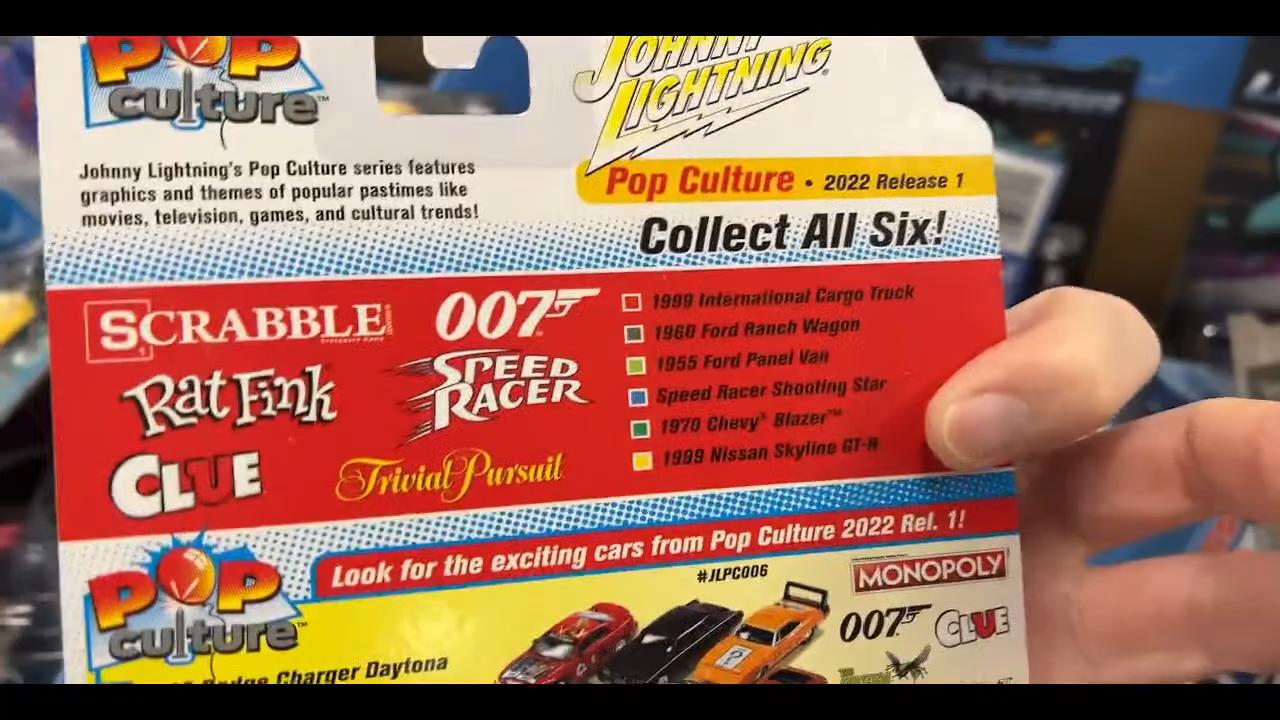 POP
culture™
JOHNNY
LIGHTNING®
Johnny Lightning's Pop Culture series features
graphics and themes of popular pastimes like
movies, television, games, and cultural trends!
Pop Culture • 2022 Release 1
Collect All Six!
SCRABBLE
007
Rat Fink
SPEED
RACER
CLUE
Trivial Pursuit
1999 International Cargo Truck
1960 Ford Ranch Wagon
1955 Ford Panel Van
Speed Racer Shooting Star
1970 Chevy® Blazer™
1999 Nissan Skyline GT-R
POP
culture™
Look for the exciting cars from Pop Culture 2022 Rel. 1!
#JLPC006
MONOPOLY
007
CLUE
Dodge Charger Daytona